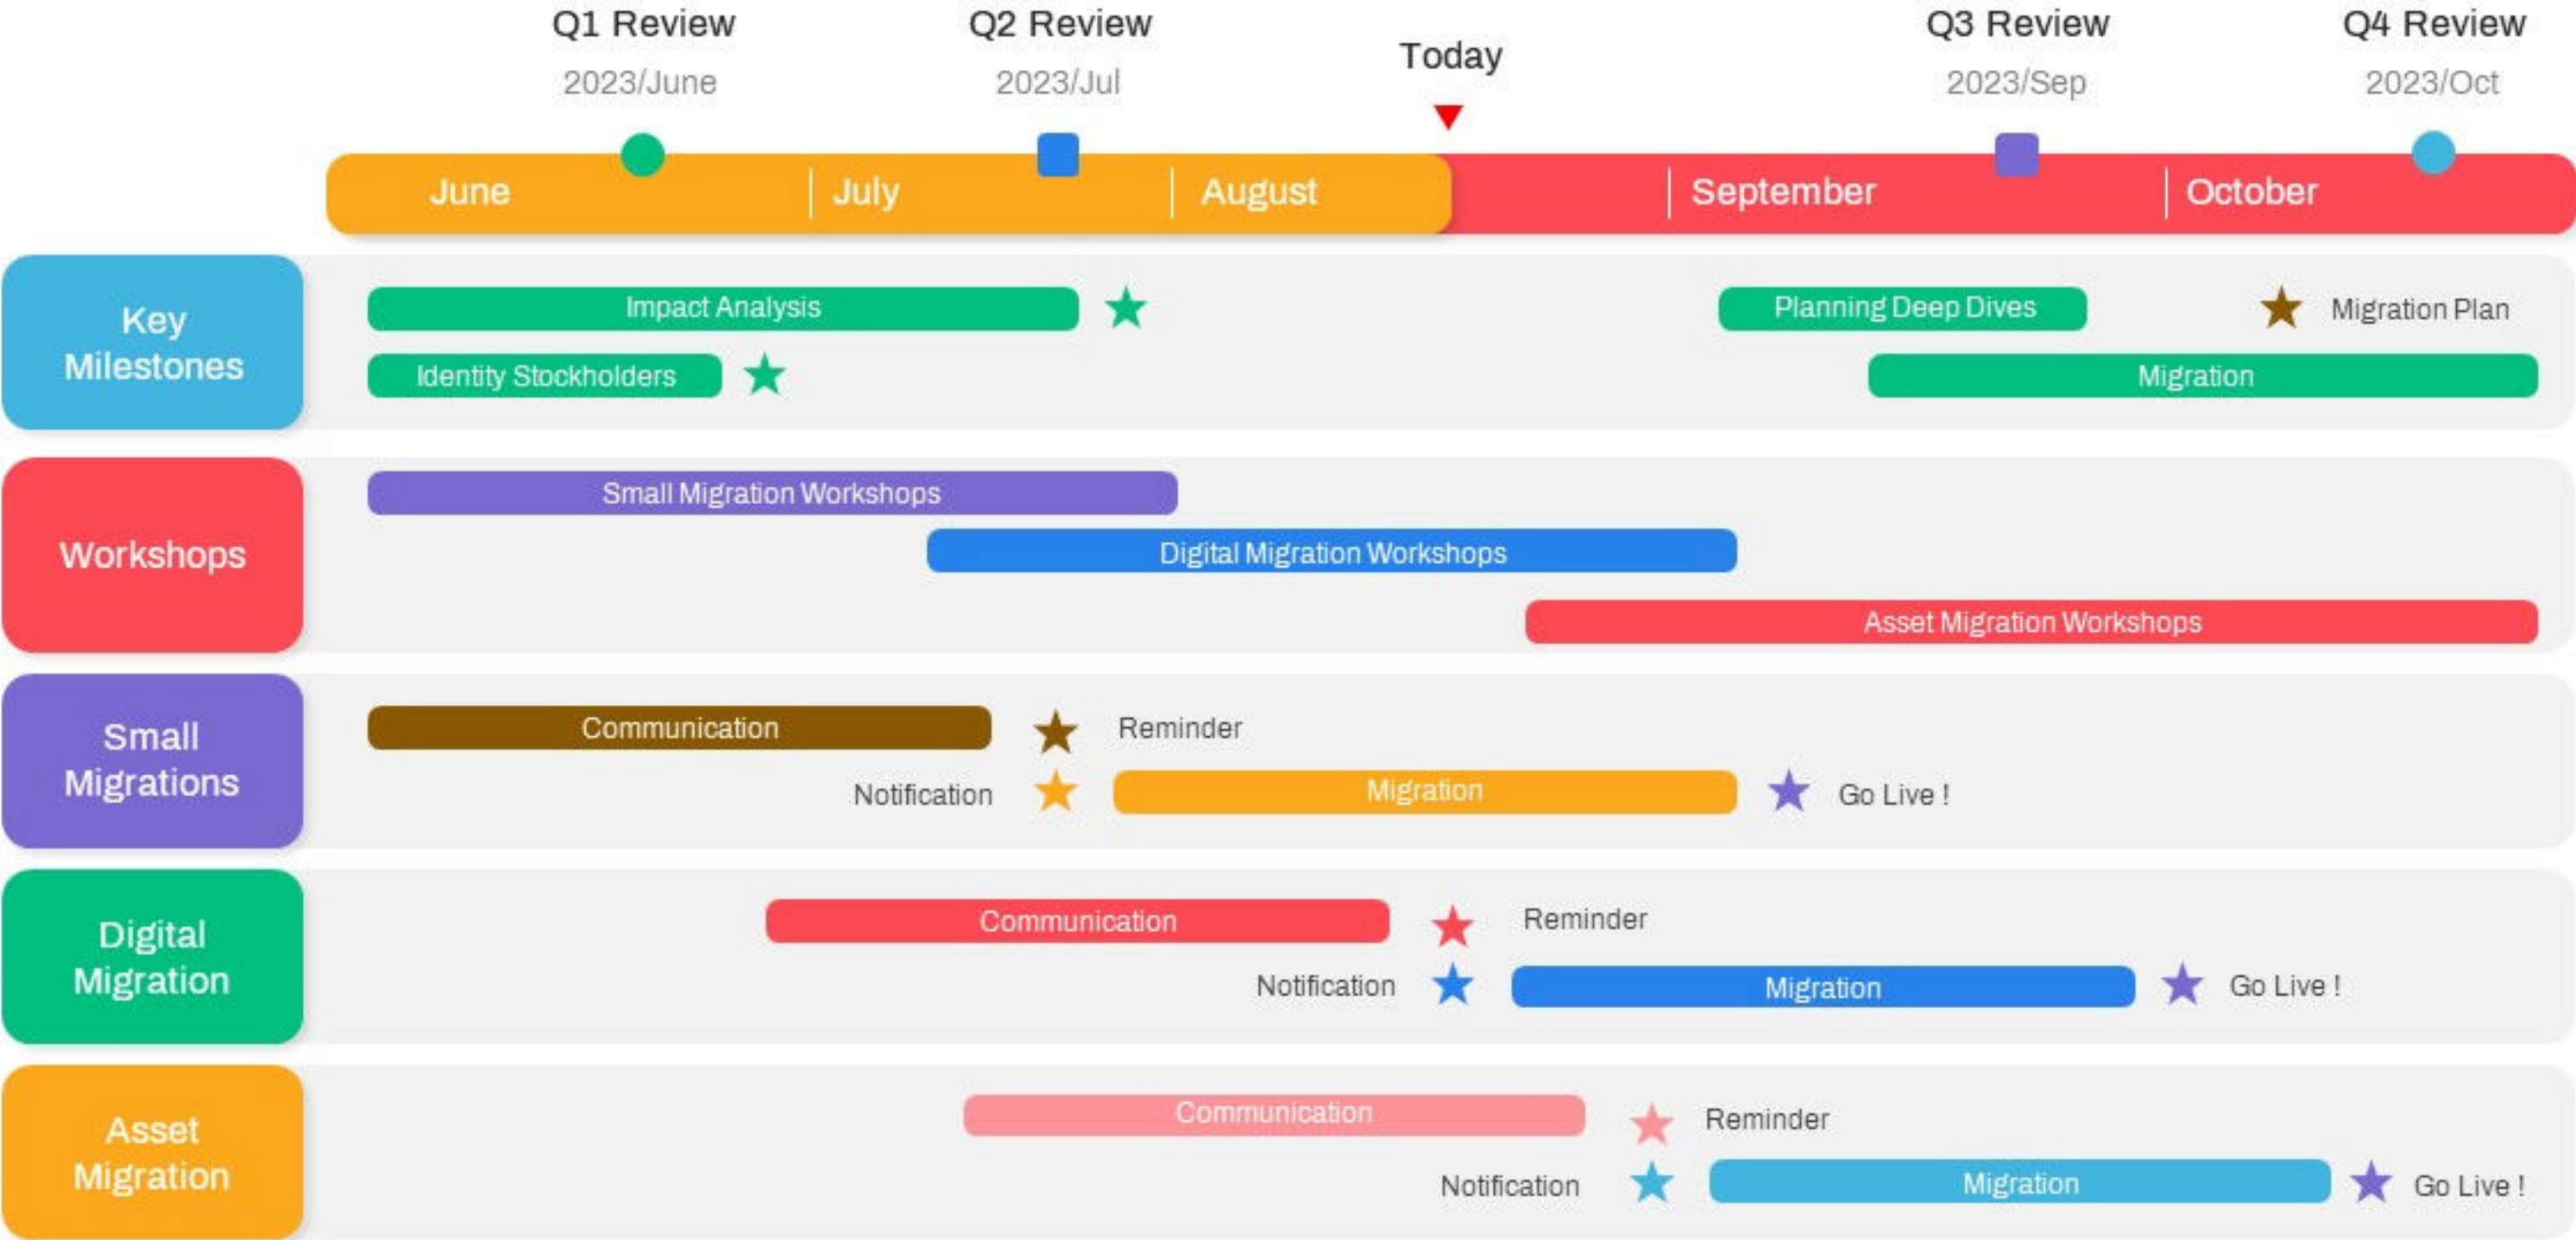 Q1 Review
2023/June
Q2 Review
2023/Jul
Today
Q3 Review
2023/Sep
Q4 Review
2023/Oct
June
July
August
September
October
Key
Milestones
Impact Analysis
Planning Deep Dives
Migration Plan
Identity Stockholders
Migration
Workshops
Small Migration Workshops
Digital Migration Workshops
Asset Migration Workshops
Small
Migrations
Communication
Reminder
Notification
Migration
Go Live !
Digital
Migration
Communication
Reminder
Notification
Migration
Go Live !
Asset
Migration
Communication
Reminder
Notification
Migration
Go Live !